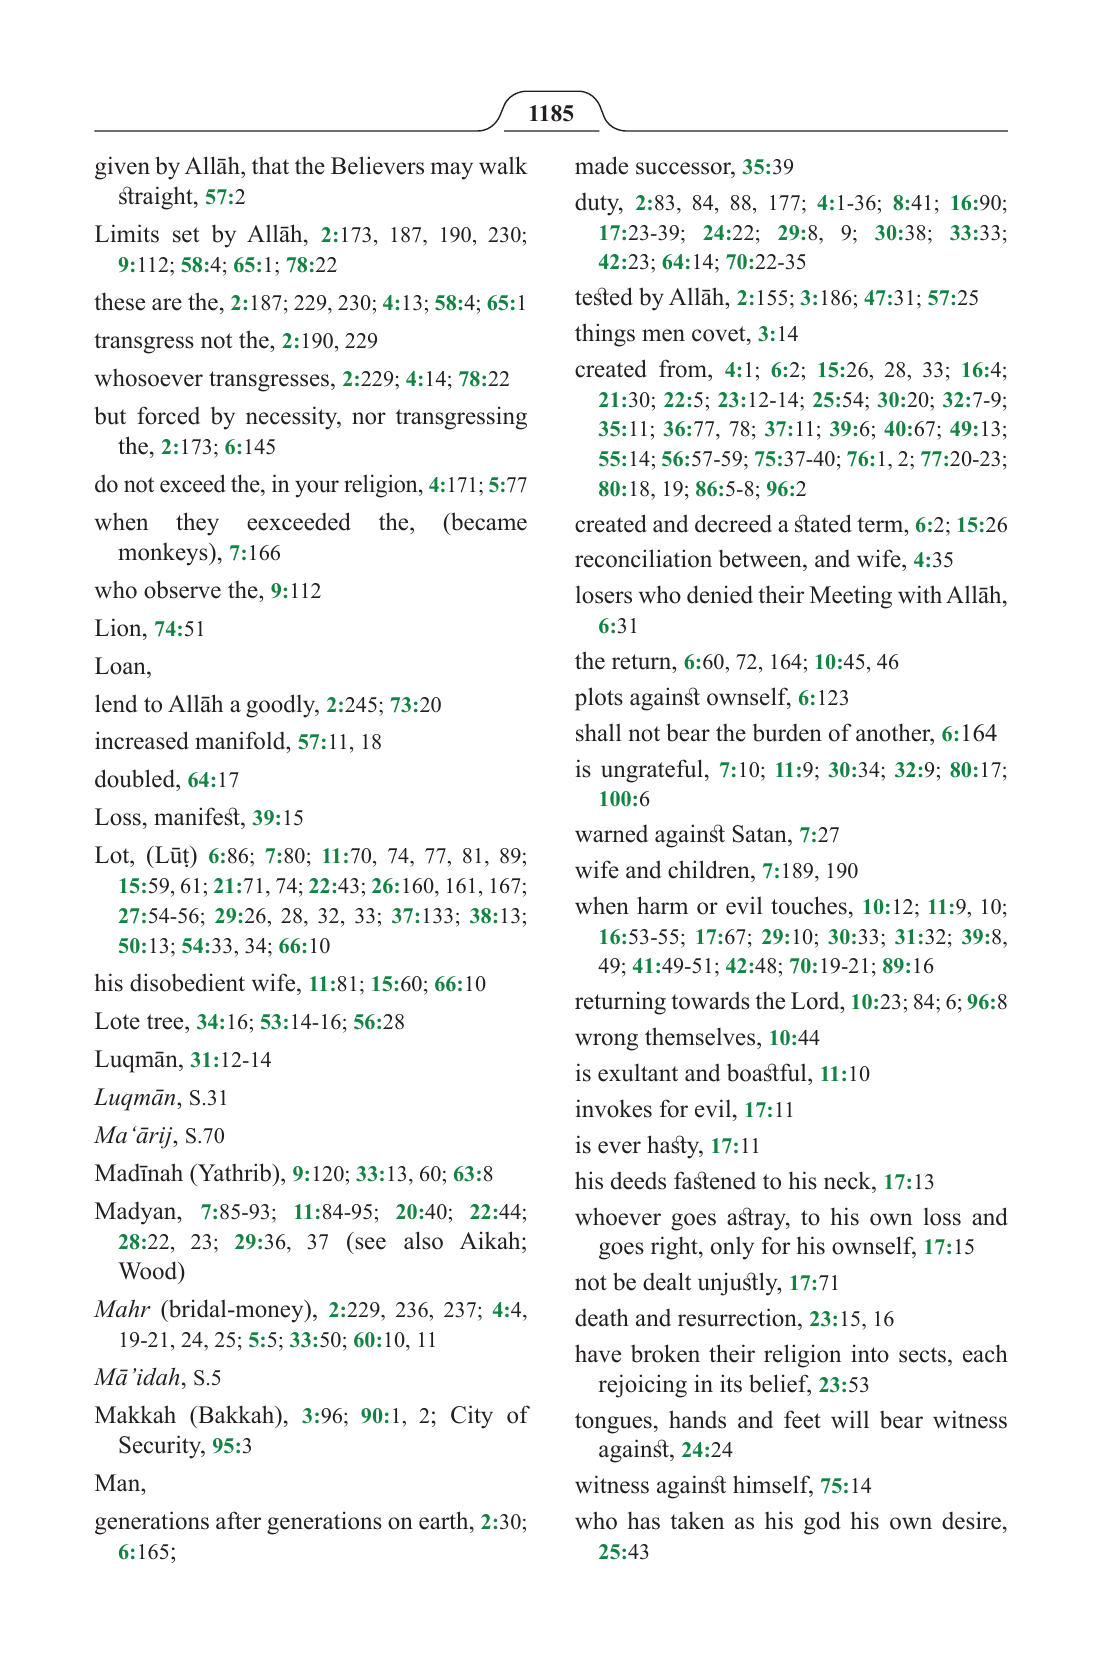 1185
given by Allāh, that the Believers may walk
straight, 57:2
Limits set by Allāh, 2:173, 187, 190, 230;
9:112; 58:4; 65:1; 78:22
these are the, 2:187; 229, 230; 4:13; 58:4; 65:1
transgress not the, 2:190, 229
whosoever transgresses, 2:229; 4:14; 78:22
but forced by necessity, nor transgressing
the, 2:173; 6:145
do not exceed the, in your religion, 4:171; 5:77
when they eexceeded the, (became
monkeys), 7:166
who observe the, 9:112
Lion, 74:51
Loan,
lend to Allāh a goodly, 2:245; 73:20
increased manifold, 57:11, 18
doubled, 64:17
Loss, manifest, 39:15
Lot, (Lūṭ) 6:86; 7:80; 11:70, 74, 77, 81, 89;
15:59, 61; 21:71, 74; 22:43; 26:160, 161, 167;
27:54-56; 29:26, 28, 32, 33; 37:133; 38:13;
50:13; 54:33, 34; 66:10
his disobedient wife, 11:81; 15:60; 66:10
Lote tree, 34:16; 53:14-16; 56:28
Luqmān, 31:12-14
Luqmān, S.31
Ma‘ārij, S.70
Madīnah (Yathrib), 9:120; 33:13, 60; 63:8
Madyan, 7:85-93; 11:84-95; 20:40; 22:44;
28:22, 23; 29:36, 37 (see also Aikah;
Wood)
Mahr (bridal-money), 2:229, 236, 237; 4:4,
19-21, 24, 25; 5:5; 33:50; 60:10, 11
Mā’idah, S.5
Makkah (Bakkah), 3:96; 90:1, 2; City of
Security, 95:3
Man,
generations after generations on earth, 2:30;
6:165;
made successor, 35:39
duty, 2:83, 84, 88, 177; 4:1-36; 8:41; 16:90;
17:23-39; 24:22; 29:8, 9; 30:38; 33:33;
42:23; 64:14; 70:22-35
tested by Allāh, 2:155; 3:186; 47:31; 57:25
things men covet, 3:14
created from, 4:1; 6:2; 15:26, 28, 33; 16:4;
21:30; 22:5; 23:12-14; 25:54; 30:20; 32:7-9;
35:11; 36:77, 78; 37:11; 39:6; 40:67; 49:13;
55:14; 56:57-59; 75:37-40; 76:1, 2; 77:20-23;
80:18, 19; 86:5-8; 96:2
created and decreed a stated term, 6:2; 15:26
reconciliation between, and wife, 4:35
losers who denied their Meeting with Allāh,
6:31
the return, 6:60, 72, 164; 10:45, 46
plots against ownself, 6:123
shall not bear the burden of another, 6:164
is ungrateful, 7:10; 11:9; 30:34; 32:9; 80:17;
100:6
warned against Satan, 7:27
wife and children, 7:189, 190
when harm or evil touches, 10:12; 11:9, 10;
16:53-55; 17:67; 29:10; 30:33; 31:32; 39:8,
49; 41:49-51; 42:48; 70:19-21; 89:16
returning towards the Lord, 10:23; 84; 6; 96:8
wrong themselves, 10:44
is exultant and boastful, 11:10
invokes for evil, 17:11
is ever hasty, 17:11
his deeds fastened to his neck, 17:13
whoever goes astray, to his own loss and
goes right, only for his ownself, 17:15
not be dealt unjustly, 17:71
death and resurrection, 23:15, 16
have broken their religion into sects, each
rejoicing in its belief, 23:53
tongues, hands and feet will bear witness
against, 24:24
witness against himself, 75:14
who has taken as his god his own desire,
25:43